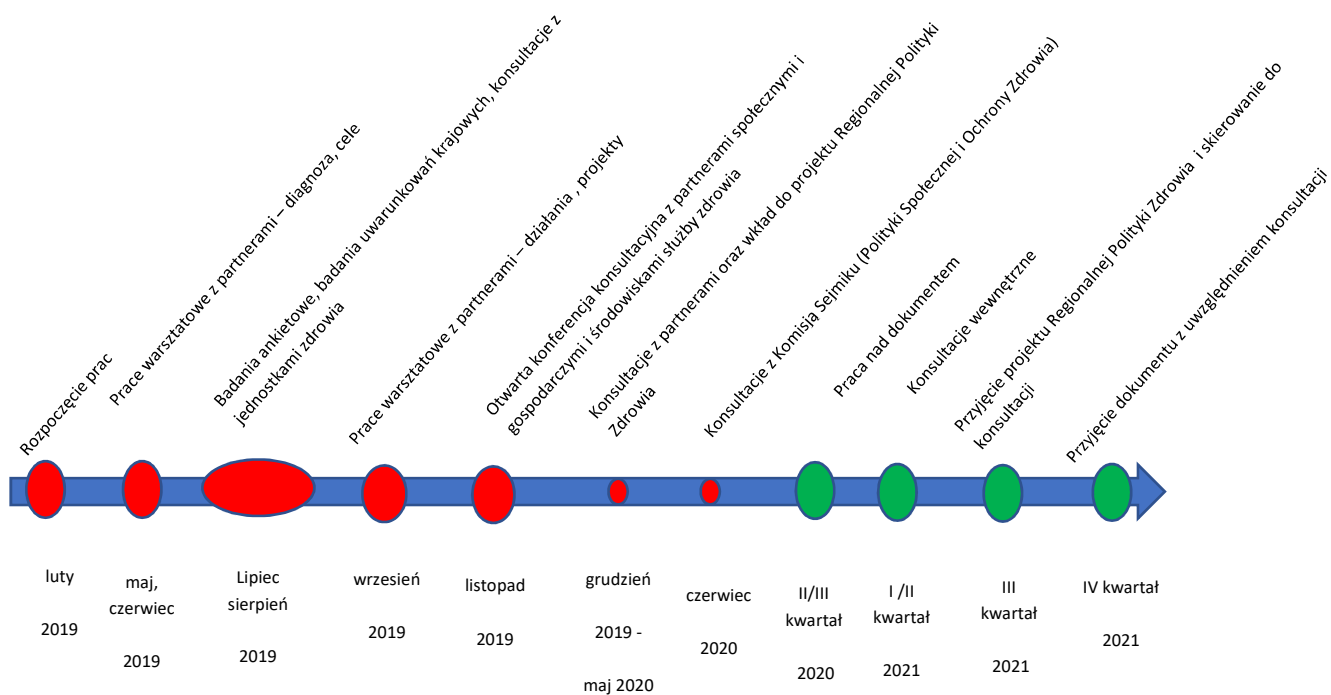 Rozpoczęcie prac
Prace warsztatowe z partnerami – diagnoza, cele
Badania ankietowe, badania uwarunkowań krajowych, konsultacje z
jednostkami zdrowia
Prace warsztatowe z partnerami – działania , projekty
Otwarta konferencja konsultacyjna z partnerami społecznymi i
gospodarczymi i środowiskami służby zdrowia
Konsultacje z partnerami oraz wkład do projektu Regionalnej Polityki
Zdrowia
Konsultacje z Komisją Sejmiku (Polityki Społecznej i Ochrony Zdrowia)
Praca nad dokumentem
Konsultacje wewnętrzne
Przyjęcie projektu Regionalnej Polityki Zdrowia i skierowanie do
konsultacji
Przyjęcie dokumentu z uwzględnieniem konsultacji
luty
2019
maj,
czerwiec
2019
Lipiec
sierpień
2019
wrzesień
2019
listopad
2019
grudzień
2019 -
maj 2020
czerwiec
2020
II/III
kwartał
2020
I /II
kwartał
2021
III
kwartał
2021
IV kwartał
2021